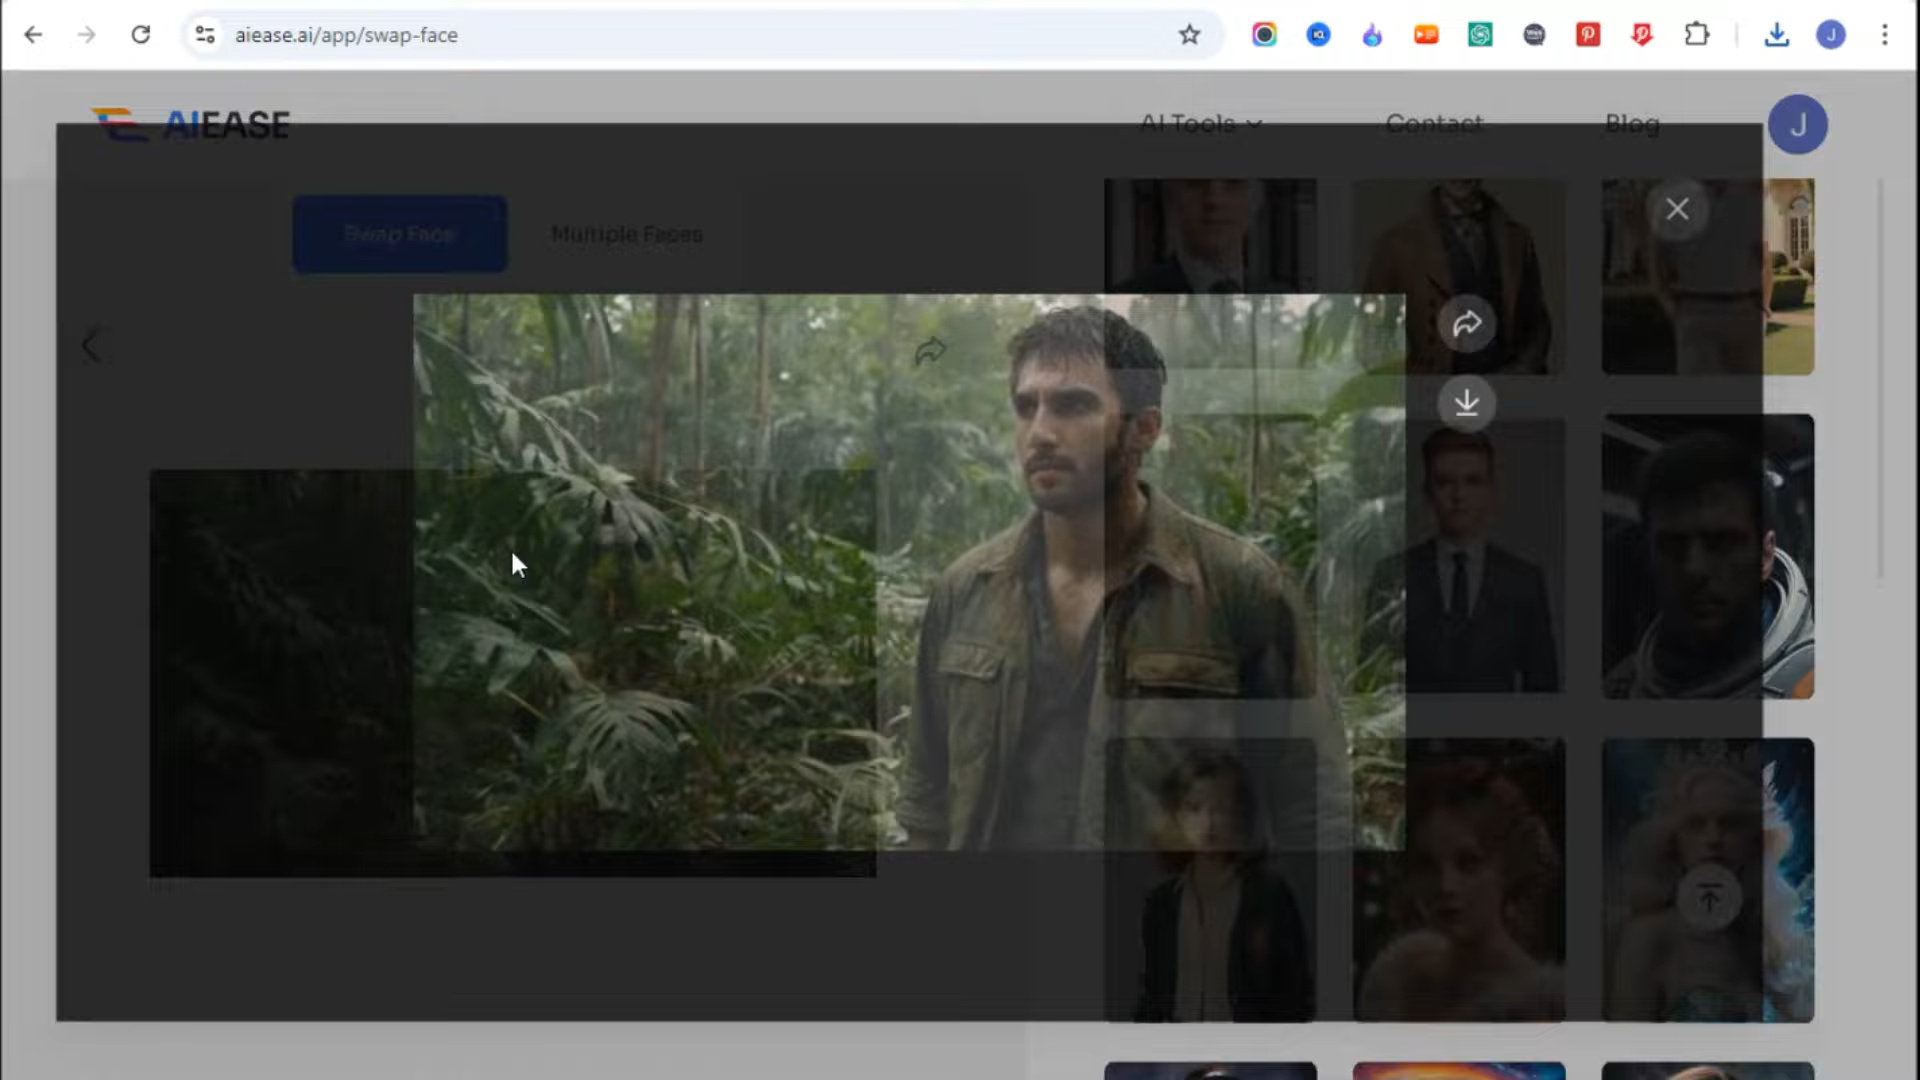 aiease.ai/app/swap-face
J
AIEASE
AI Tools
Contact
Blog
J
Swap Face
Multiple Faces